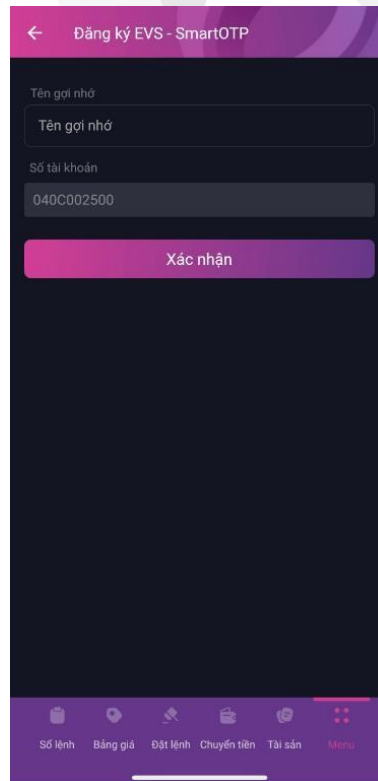 Đăng ký EVS - SmartOTP
Tên gợi nhớ
Tên gợi nhớ
Số tài khoản
040C002500
Xác nhận
Sổ lệnh Bảng giá Đặt lệnh Chuyển tiền Tài sản Menu